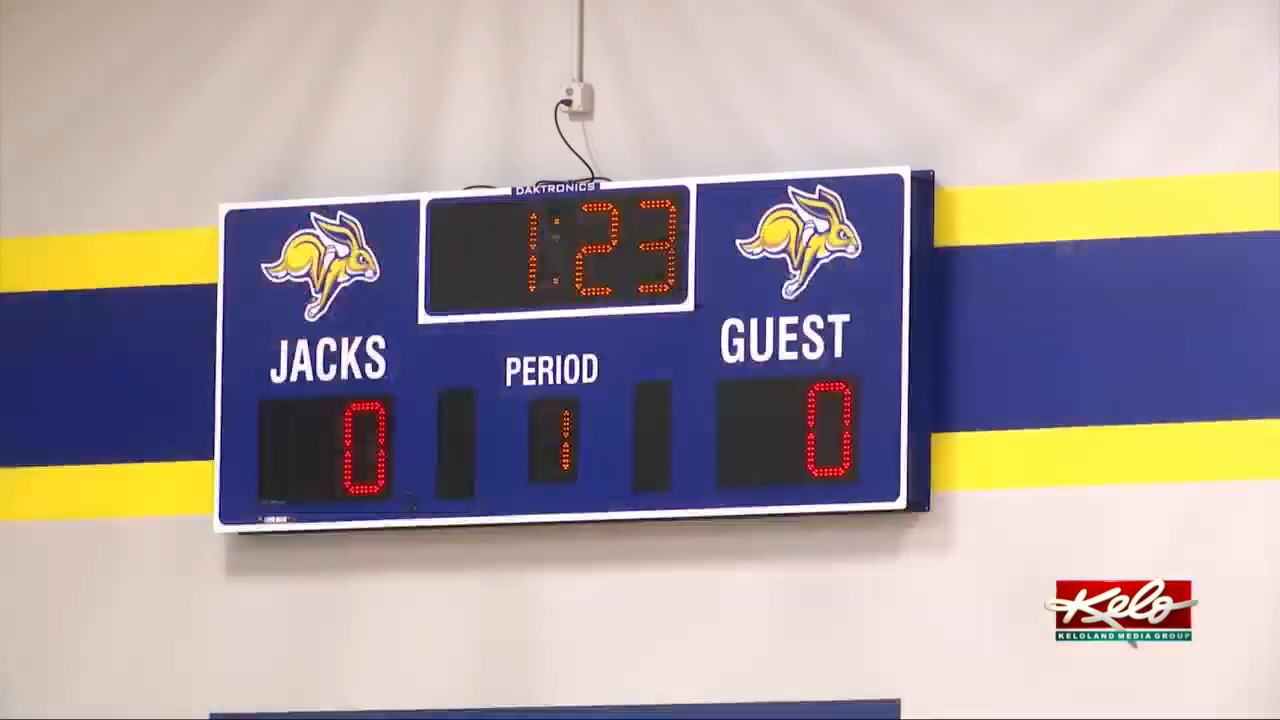 DAKTRONICS
1:23
JACKS
PERIOD
GUEST
0
1
0
Kelo
KELOLAND MEDIA GROUP